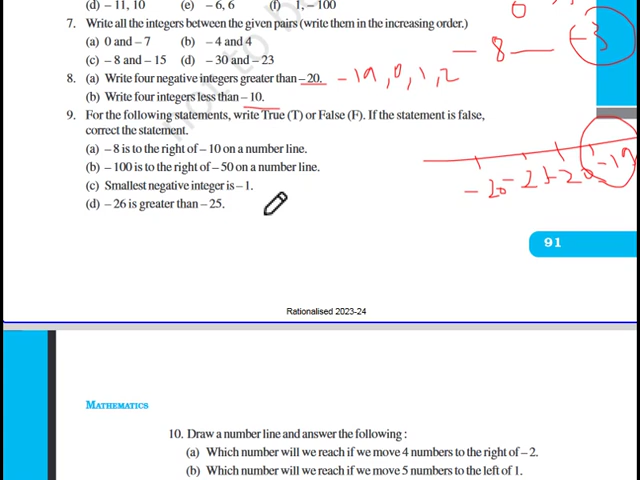 (d) – 11, 10 (e) – 6, 6 (f) 1, – 100
7. Write all the integers between the given pairs (write them in the increasing order.)
(a) 0 and – 7 (b) – 4 and 4
(c) – 8 and – 15 (d) – 30 and – 23
– 8 –3
8. (a) Write four negative integers greater than – 20. –19, 0, 1, 2
(b) Write four integers less than – 10.
9. For the following statements, write True (T) or False (F). If the statement is false,
correct the statement.
(a) – 8 is to the right of – 10 on a number line.
(b) – 100 is to the right of – 50 on a number line.
(c) Smallest negative integer is – 1.
(d) – 26 is greater than – 25.
91
Rationalised 2023-24
MATHEMATICS
10. Draw a number line and answer the following :
(a) Which number will we reach if we move 4 numbers to the right of – 2.
(b) Which number will we reach if we move 5 numbers to the left of 1.